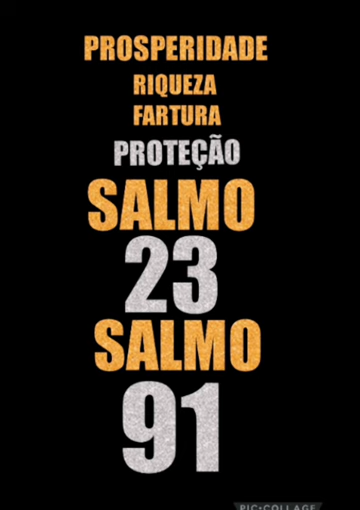 PROSPERIDADE
RIQUEZA
FARTURA
PROTEÇÃO
SALMO
23
SALMO
91
PIC•COLLAGE